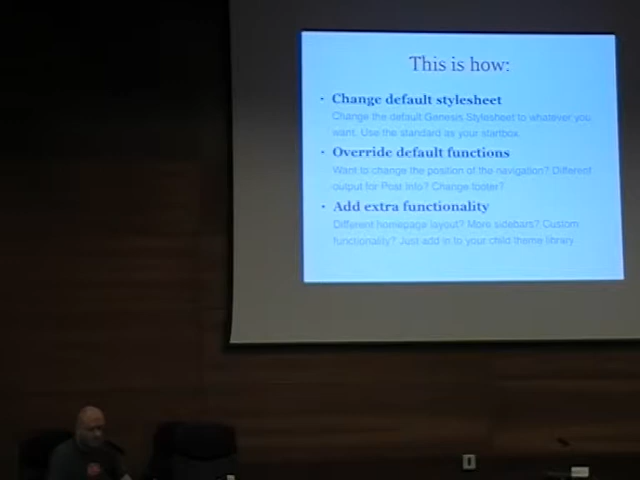 This is how:
• Change default stylesheet
Change the default Genesis Stylesheet to whatever you
want. Use the standard as your startbox.
• Override default functions
Want to change the position of the navigation? Different
output for Post Info? Change footer?
• Add extra functionality
Different homepage layout? More sidebars? Custom
functionality? Just add in to your child theme library